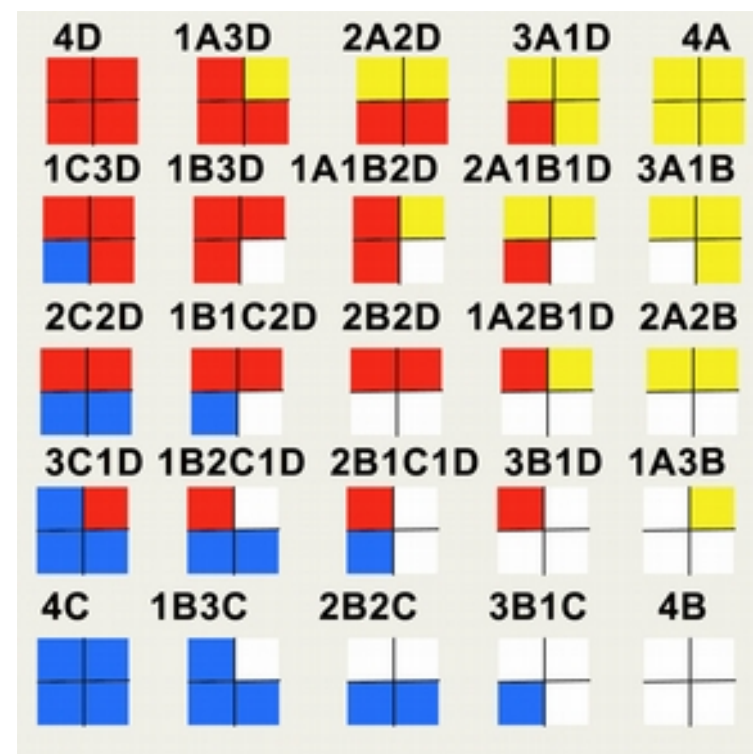 4D 1A3D 2A2D 3A1D 4A
1C3D 1B3D 1A1B2D 2A1B1D 3A1B
2C2D 1B1C2D 2B2D 1A2B1D 2A2B
3C1D 1B2C1D 2B1C1D 3B1D 1A3B
4C 1B3C 2B2C 3B1C 4B